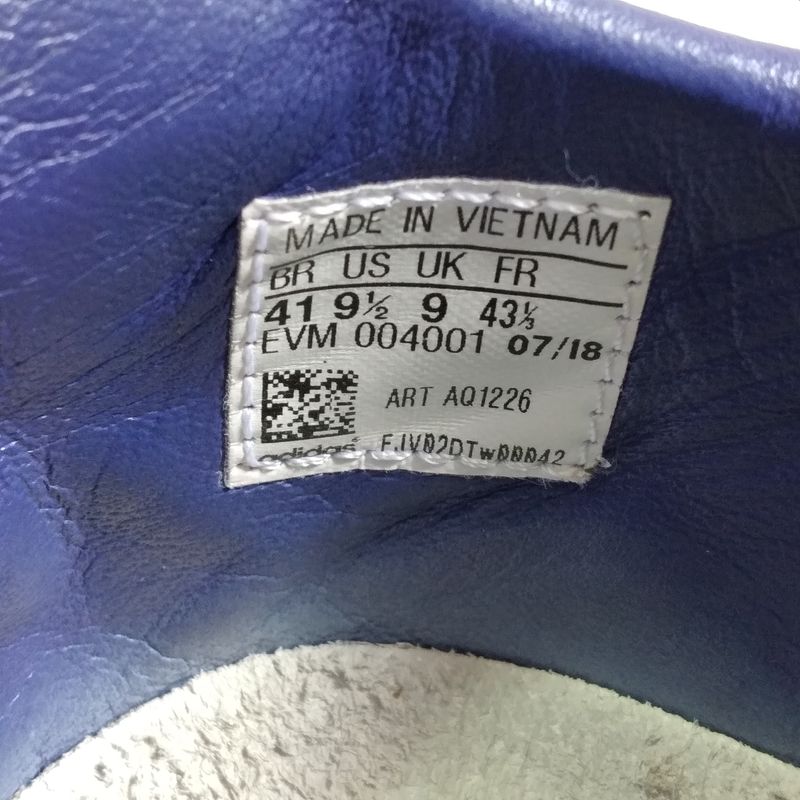 MADE IN VIETNAM
BR US UK FR
41 9½ 9 43⅓
EVM 004001 07/18
ART AQ1226
adidas